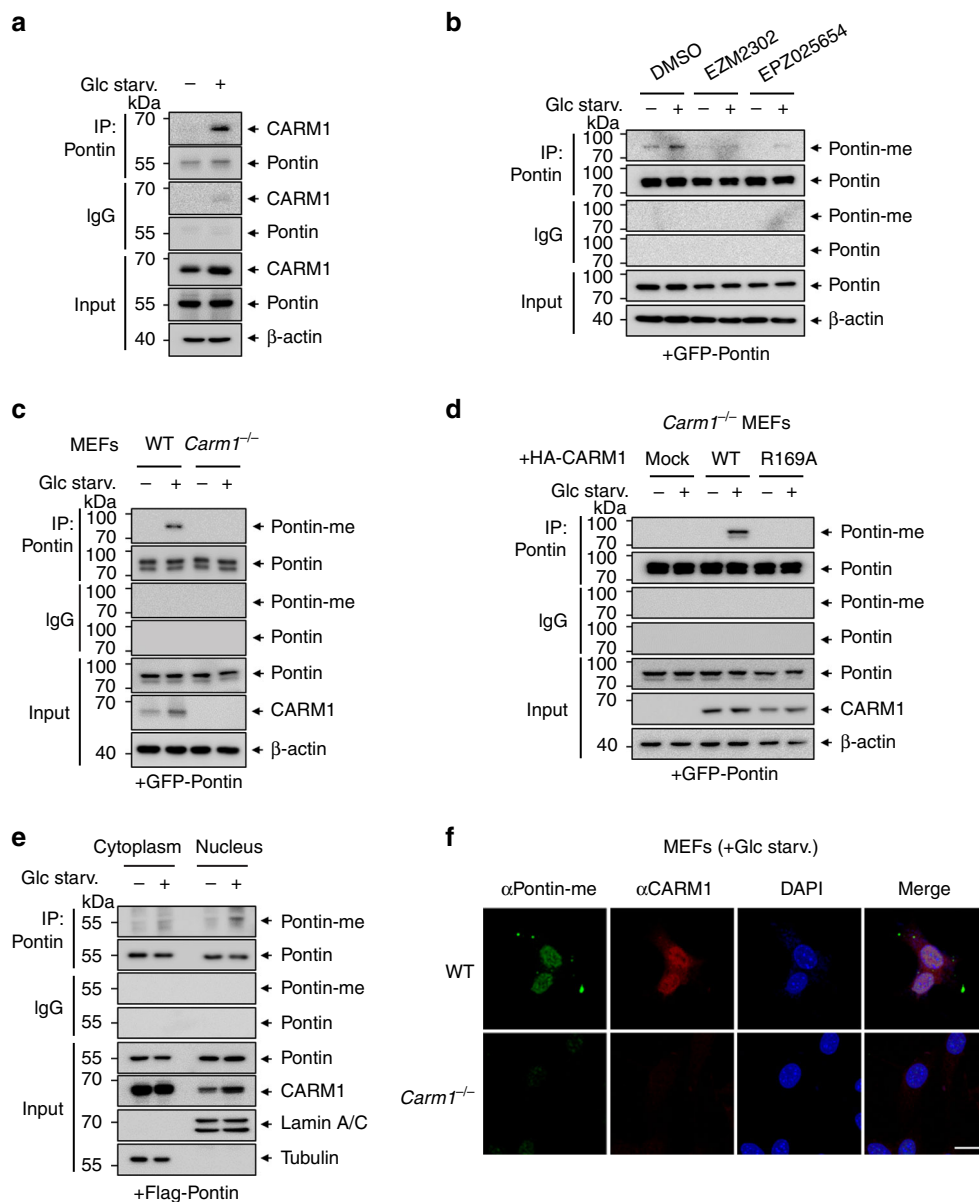 a
Glc starv. – +
kDa
IP: Pontin
70 CARM1
55 Pontin
IgG
70 CARM1
55 Pontin
Input
70 CARM1
55 Pontin
40 β-actin
b
DMSO EZM2302 EPZ025654
Glc starv. – + – + – +
kDa
IP: Pontin
100 70 Pontin-me
100 70 Pontin
IgG
100 70 Pontin-me
100 70 Pontin
Input
100 70 Pontin
40 β-actin
+GFP-Pontin
c
MEFs WT Carm1–/–
Glc starv. – + – +
kDa
IP: Pontin
100 70 Pontin-me
100 70 Pontin
IgG
100 70 Pontin-me
100 70 Pontin
Input
100 70 Pontin
70 CARM1
40 β-actin
+GFP-Pontin
d
Carm1–/– MEFs
+HA-CARM1 Mock WT R169A
Glc starv. – + – + – +
kDa
IP: Pontin
100 70 Pontin-me
100 70 Pontin
IgG
100 70 Pontin-me
100 70 Pontin
Input
100 70 Pontin
70 CARM1
40 β-actin
+GFP-Pontin
e
Cytoplasm Nucleus
Glc starv. – + – +
kDa
IP: Pontin
55 Pontin-me
55 Pontin
IgG
55 Pontin-me
55 Pontin
Input
55 Pontin
70 CARM1
70 Lamin A/C
55 Tubulin
+Flag-Pontin
f
MEFs (+Glc starv.)
αPontin-me αCARM1 DAPI Merge
WT
Carm1–/–